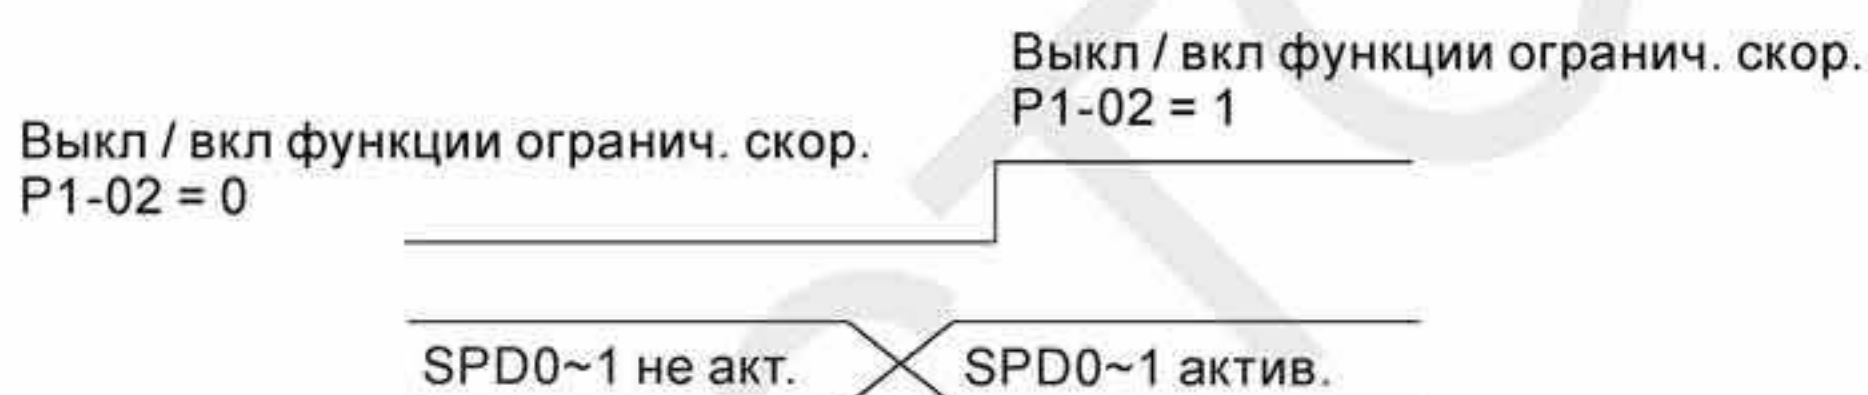 Выкл / вкл функции огранич. скор.
P1-02 = 1
Выкл / вкл функции огранич. скор.
P1-02 = 0
SPD0~1 не акт.
SPD0~1 актив.